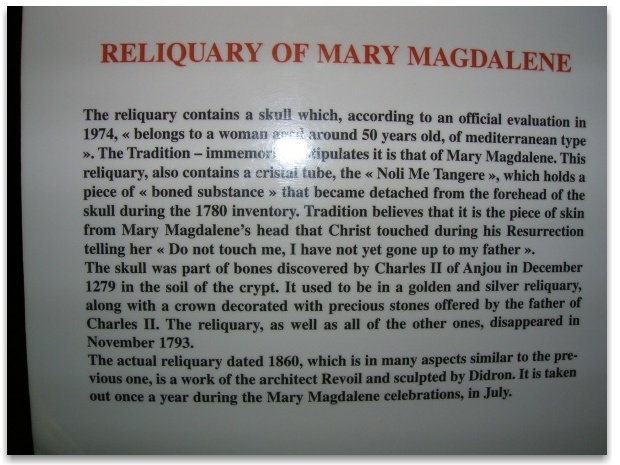 RELIQUARY OF MARY MAGDALENE
The reliquary contains a skull which, according to an official evaluation in
1974, « belongs to a woman aged around 50 years old, of mediterranean type
». The Tradition – immemori stipulates it is that of Mary Magdalene. This
reliquary, also contains a cristal tube, the « Noli Me Tangere », which holds a
piece of « boned substance » that became detached from the forehead of the
skull during the 1780 inventory. Tradition believes that it is the piece of skin
from Mary Magdalene's head that Christ touched during his Resurrection
telling her « Do not touch me, I have not yet gone up to my father ».
The skull was part of bones discovered by Charles II of Anjou in December
1279 in the soil of the crypt. It used to be in a golden and silver reliquary,
along with a crown decorated with precious stones offered by the father of
Charles II. The reliquary, as well as all of the other ones, disappeared in
November 1793.
The actual reliquary dated 1860, which is in many aspects similar to the pre-
vious one, is a work of the architect Revoil and sculpted by Didron. It is taken
out once a year during the Mary Magdalene celebrations, in July.